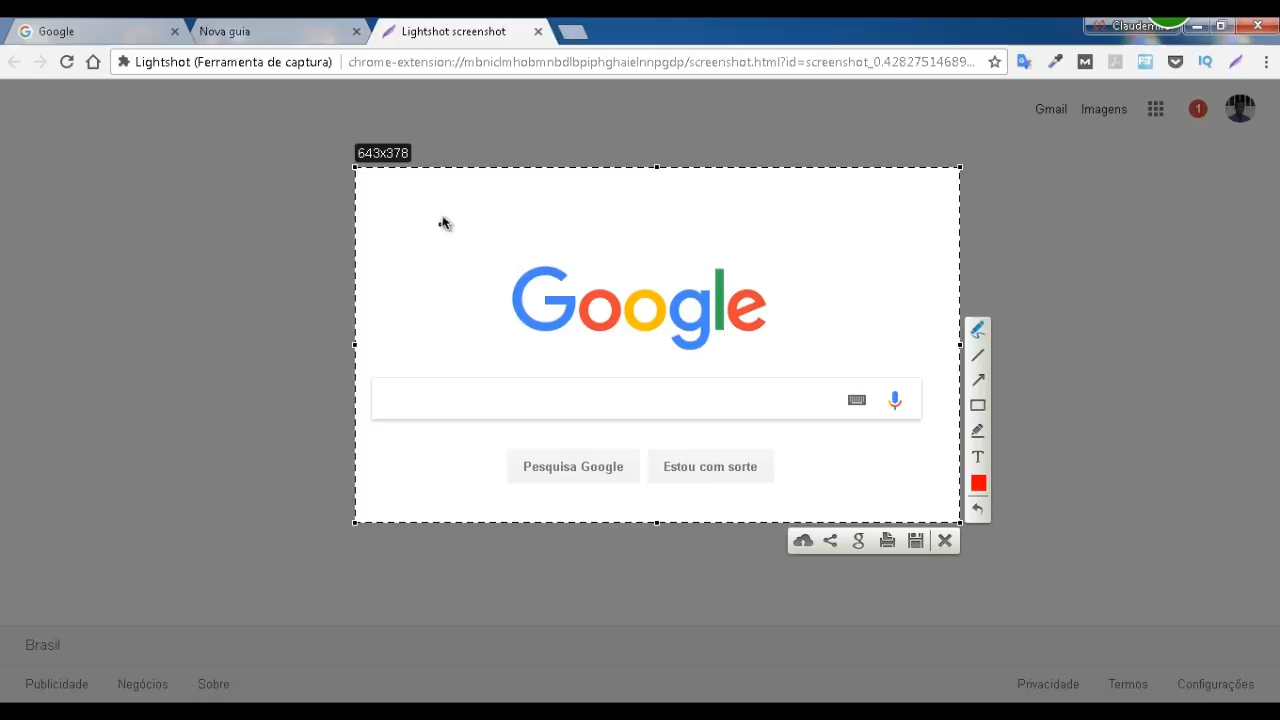 Google
Nova guia
Lightshot screenshot
Lightshot (Ferramenta de captura)
chrome-extension://mbniclmhobmnbdlbpiphghaielnnpgdp/screenshot.html?id=screenshot_0.42827514689...
Gmail
Imagens
1
643x378
Google
Pesquisa Google
Estou com sorte
Brasil
Publicidade
Negócios
Sobre
Privacidade
Termos
Configurações